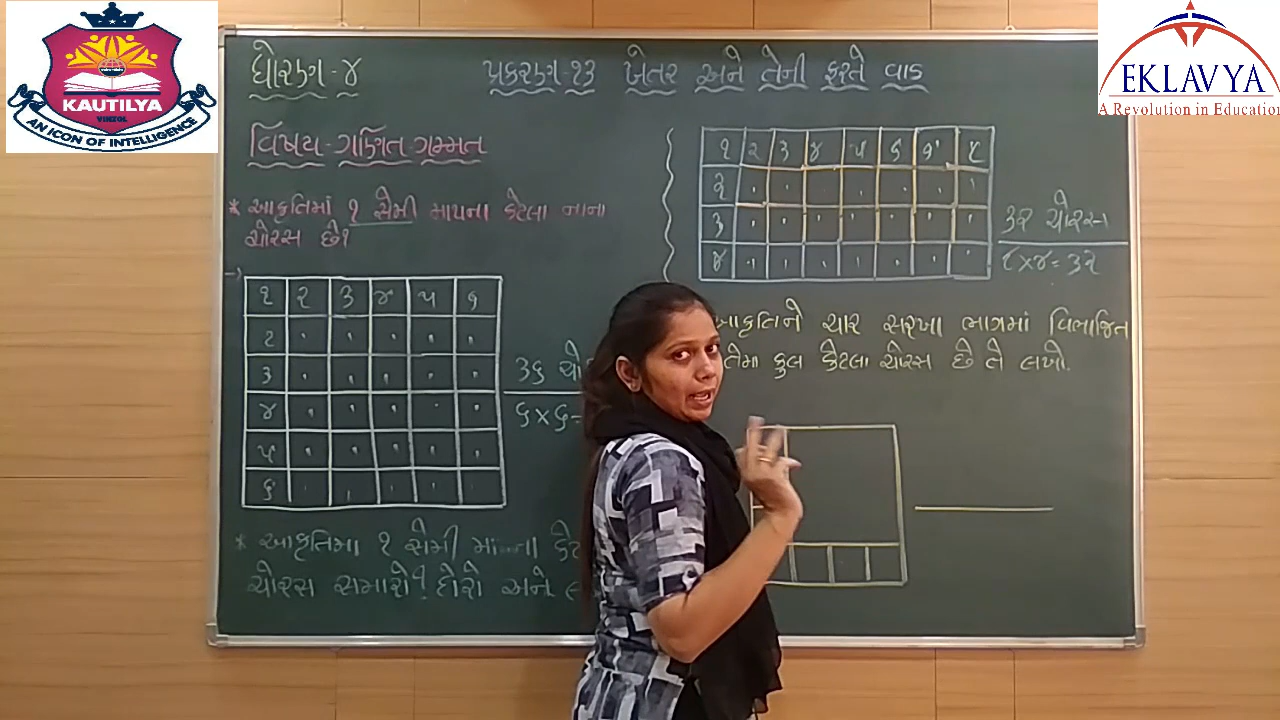 KAUTILYA
VINZOL
AN ICON OF INTELLIGENCE
EKLAVYA
A Revolution in Education
ધોરણ-૪
પ્રકરણ-૧૩ ખેતર અને તેની ફરતે વાડ
વિષય-ગણિત-ગમ્મત
* આકૃતિમાં ૧ સેમી માપના કેટલા નાના
ચોરસ છે?
૧ ૨ ૩ ૪ ૫ ૬
૨
૩
૪
૫
૬
૩૬
૬×૬=
* આકૃતિમા ૧ સેમી
ચોરસ સમાશે? દોરો અને
૧ ૨ ૩ ૪ ૫ ૬ ૭ ૮
૨
૩
૪
૩૨ ચોરસ
૮×૪=૩૨
આકૃતિને ચાર સરખા ભાગમાં વિભાજિત
તેમા કુલ કેટલા ચોરસ છે તે લખો.